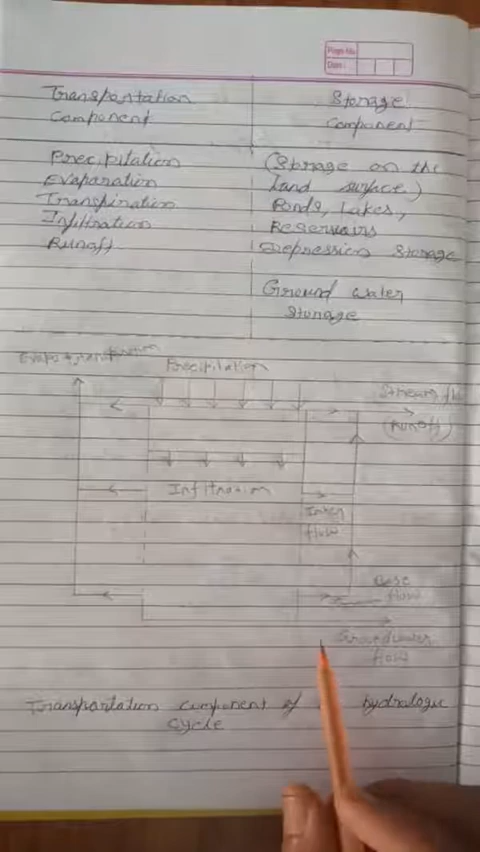 Page No.
Date:
Transportation Component
Storage Component
Precipitation
Evaporation
Transpiration
Infiltration
Runoff
(Storage on the
land surface)
Ponds, Lakes,
Reservoirs
Depression Storage
Ground water
storage
Precipitation
Stream
(Runoff)
Infiltration
Inter
flow
Base
flow
Groundwater
flow
Transportation component of hydrologic
cycle